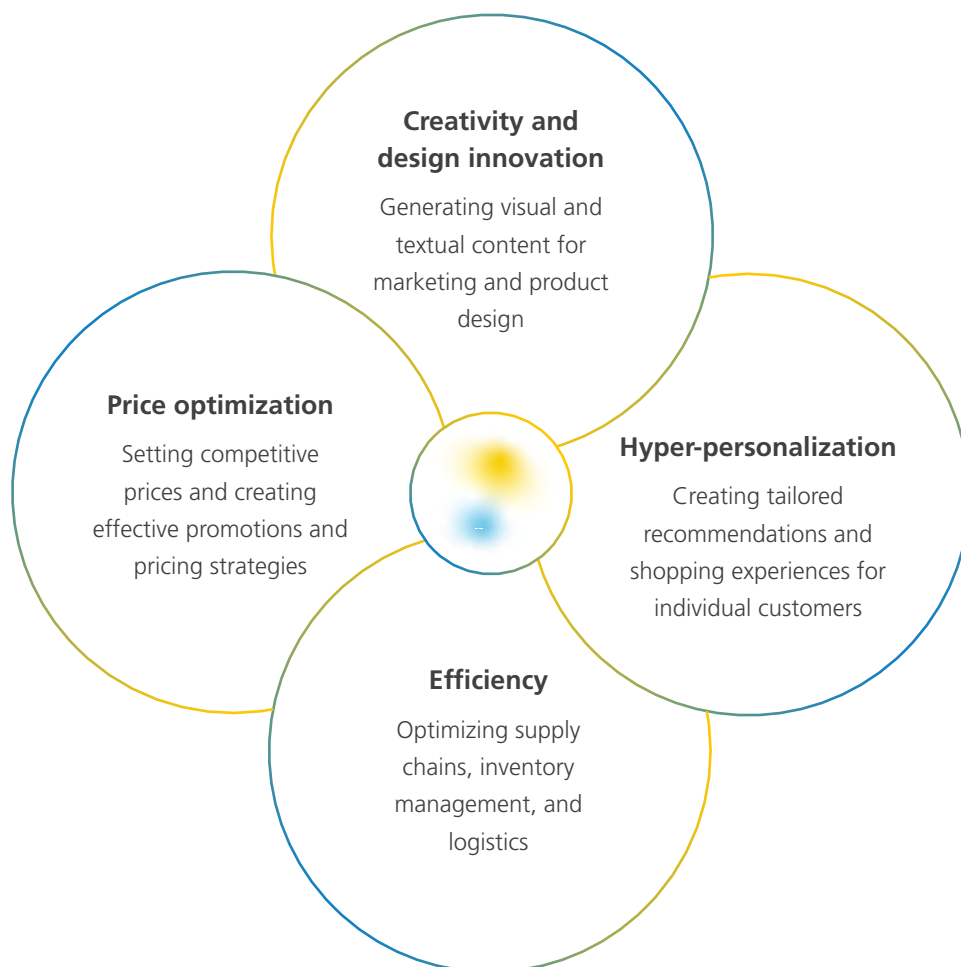 Creativity and
design innovation
Generating visual and
textual content for
marketing and product
design
Price optimization
Setting competitive
prices and creating
effective promotions and
pricing strategies
Hyper-personalization
Creating tailored
recommendations and
shopping experiences for
individual customers
Efficiency
Optimizing supply
chains, inventory
management, and
logistics